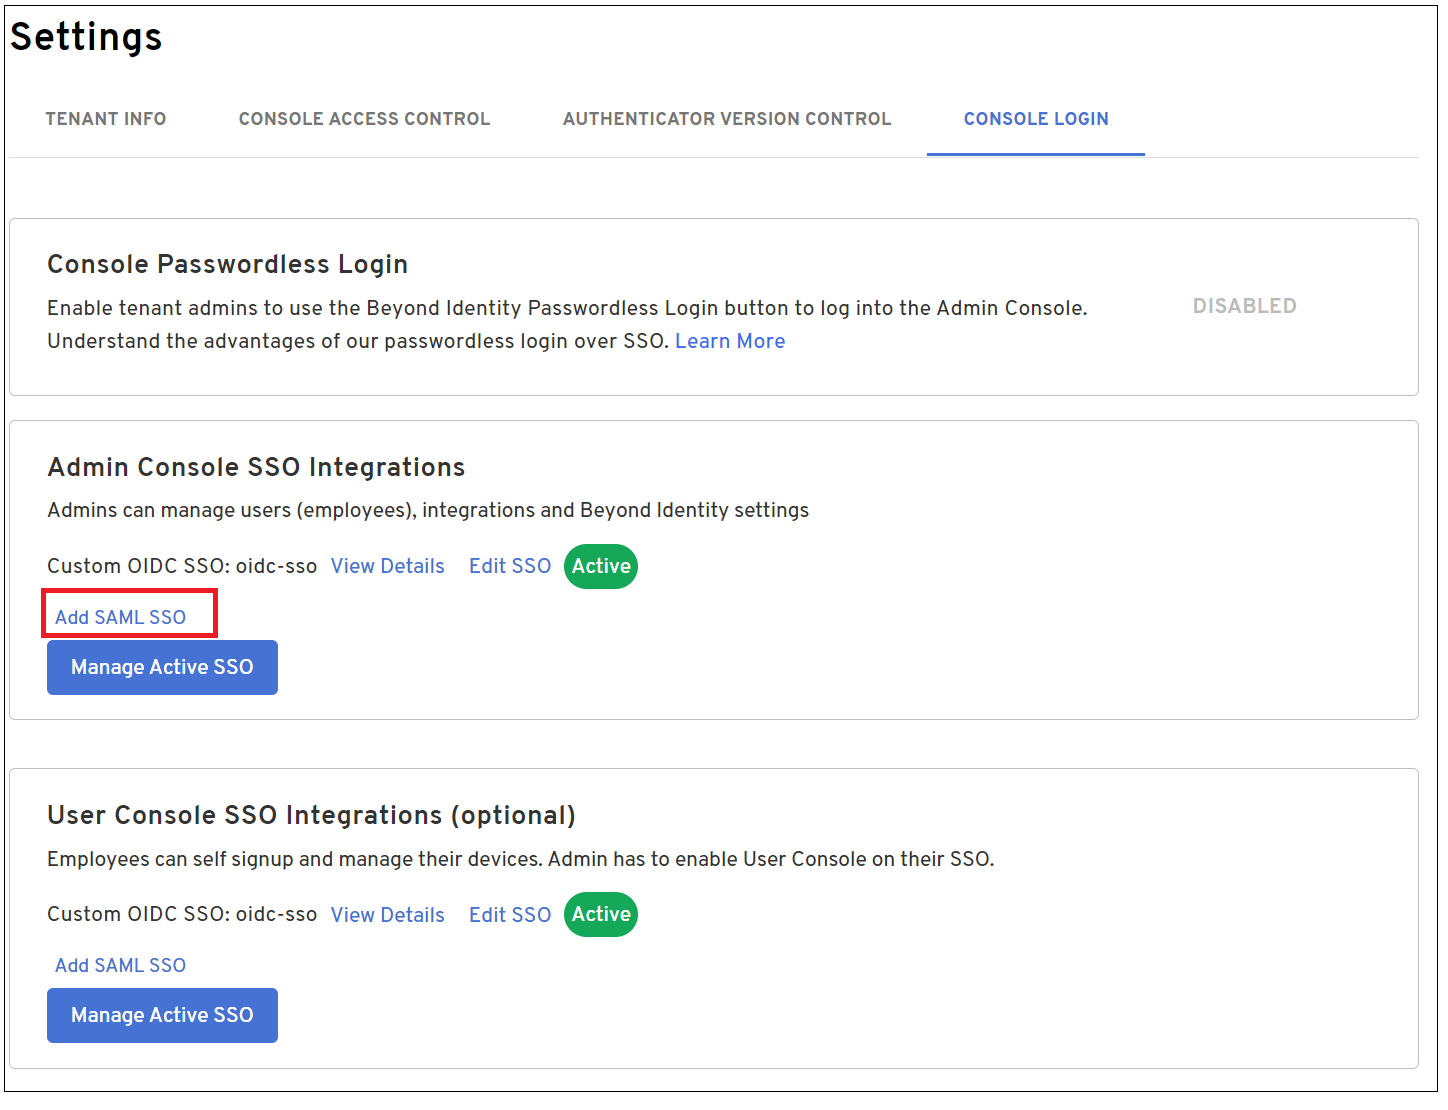 Settings
TENANT INFO
CONSOLE ACCESS CONTROL
AUTHENTICATOR VERSION CONTROL
CONSOLE LOGIN
Console Passwordless Login
Enable tenant admins to use the Beyond Identity Passwordless Login button to log into the Admin Console.
Understand the advantages of our passwordless login over SSO. Learn More
DISABLED
Admin Console SSO Integrations
Admins can manage users (employees), integrations and Beyond Identity settings
Custom OIDC SSO: oidc-sso View Details Edit SSO Active
Add SAML SSO
Manage Active SSO
User Console SSO Integrations (optional)
Employees can self signup and manage their devices. Admin has to enable User Console on their SSO.
Custom OIDC SSO: oidc-sso View Details Edit SSO Active
Add SAML SSO
Manage Active SSO